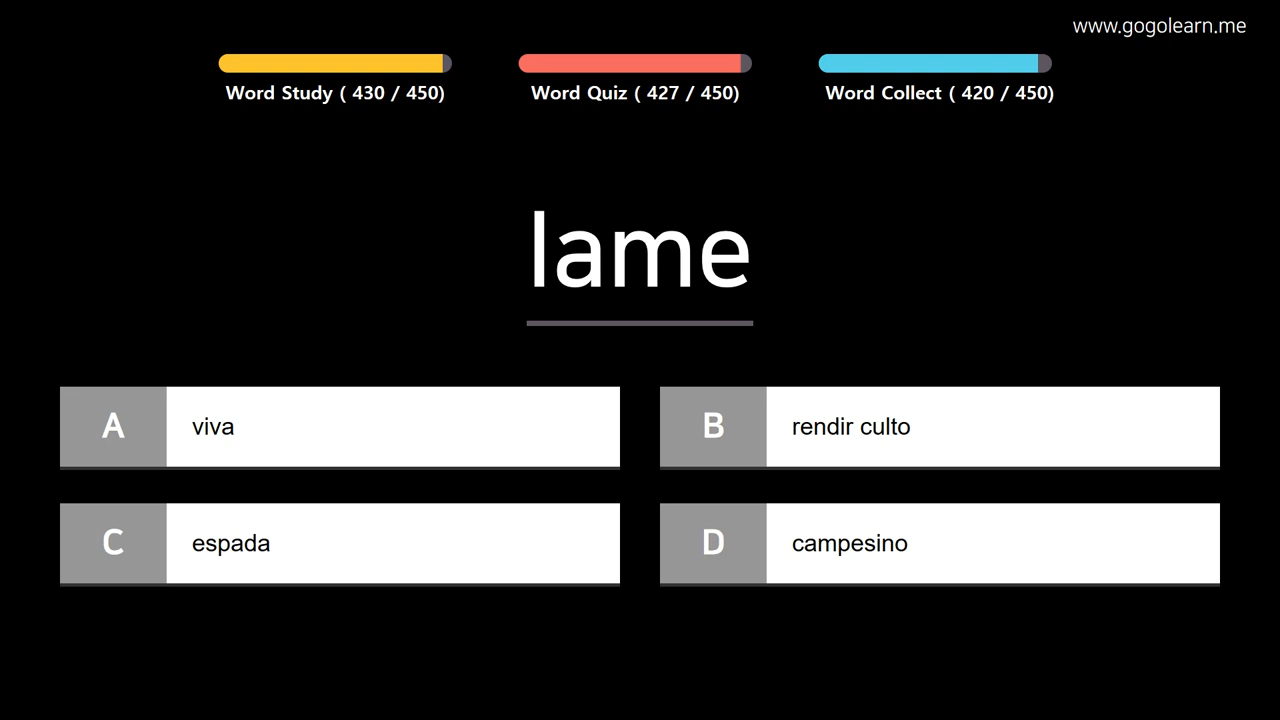 www.gogolearn.me
Word Study ( 430 / 450)
Word Quiz ( 427 / 450)
Word Collect ( 420 / 450)
lame
A viva
B rendir culto
C espada
D campesino